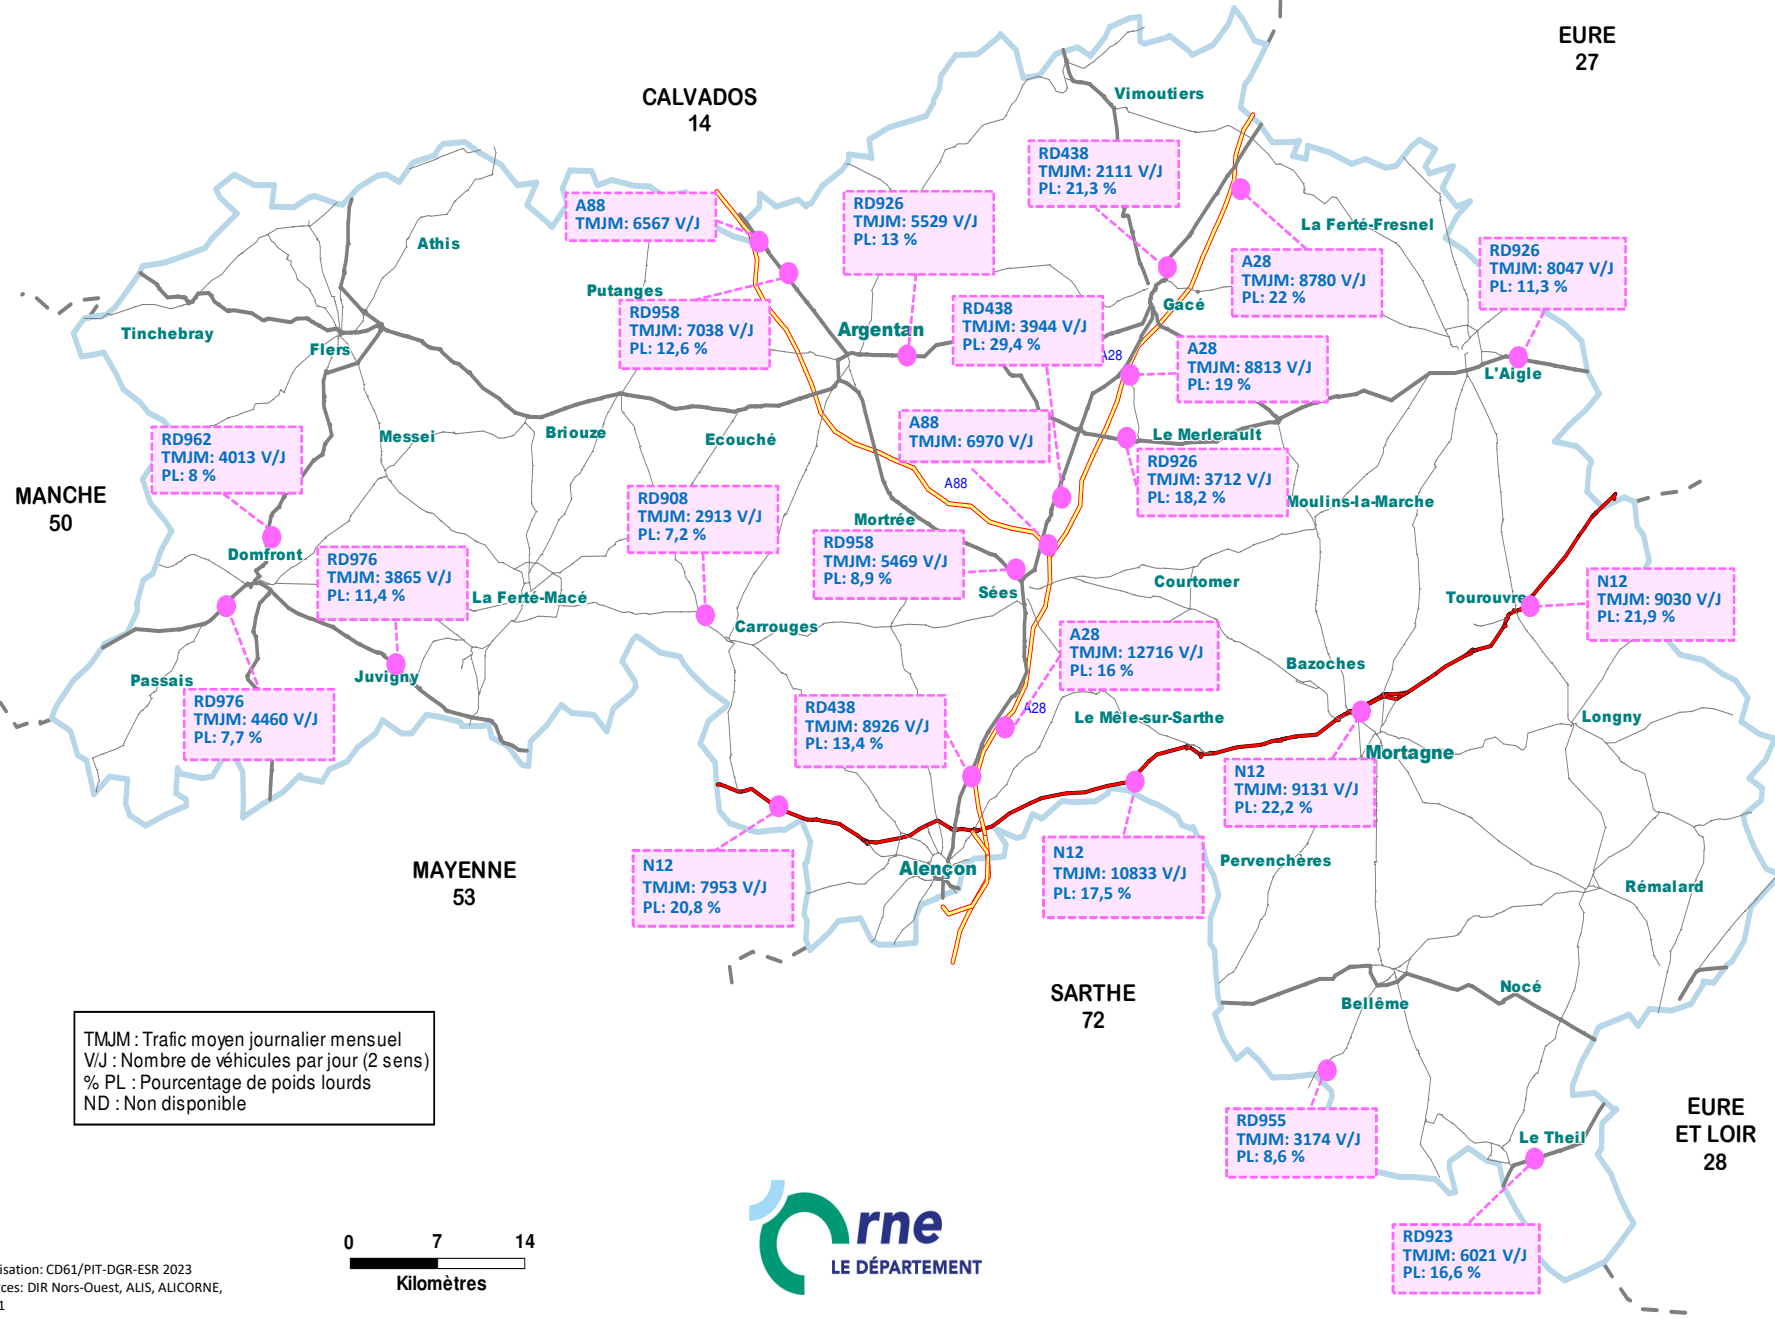 EURE
27
CALVADOS
14
Vimoutiers
RD438
TMJM: 2111 V/J
PL: 21,3 %
A88
TMJM: 6567 V/J
RD926
TMJM: 5529 V/J
PL: 13 %
La Ferté-Fresnel
Athis
A28
TMJM: 8780 V/J
PL: 22 %
RD926
TMJM: 8047 V/J
PL: 11,3 %
Putanges
RD958
TMJM: 7038 V/J
PL: 12,6 %
Argentan
RD438
TMJM: 3944 V/J
PL: 29,4 %
Gacé
Tinchebray
Flers
A28
A28
TMJM: 8813 V/J
PL: 19 %
L'Aigle
RD962
TMJM: 4013 V/J
PL: 8 %
Messei
Briouze
Ecouché
A88
TMJM: 6970 V/J
Le Merlerault
RD926
TMJM: 3712 V/J
PL: 18,2 %
MANCHE
50
RD908
TMJM: 2913 V/J
PL: 7,2 %
A88
Moulins-la-Marche
Mortrée
RD958
TMJM: 5469 V/J
PL: 8,9 %
Domfront
RD976
TMJM: 3865 V/J
PL: 11,4 %
La Ferté-Macé
Sées
Courtomer
Tourouvre
N12
TMJM: 9030 V/J
PL: 21,9 %
Carrouges
A28
TMJM: 12716 V/J
PL: 16 %
Bazoches
Passais
Juvigny
RD976
TMJM: 4460 V/J
PL: 7,7 %
RD438
TMJM: 8926 V/J
PL: 13,4 %
A28
Le Mêle-sur-Sarthe
Longny
Mortagne
N12
TMJM: 9131 V/J
PL: 22,2 %
MAYENNE
53
N12
TMJM: 7953 V/J
PL: 20,8 %
Alençon
N12
TMJM: 10833 V/J
PL: 17,5 %
Pervenchères
Rémalard
SARTHE
72
Nocé
Bellême
TMJM : Trafic moyen journalier mensuel
V/J : Nombre de véhicules par jour (2 sens)
% PL : Pourcentage de poids lourds
ND : Non disponible
RD955
TMJM: 3174 V/J
PL: 8,6 %
Le Theil
EURE
ET LOIR
28
RD923
TMJM: 6021 V/J
PL: 16,6 %
0 7 14
Kilomètres
isation: CD61/PIT-DGR-ESR 2023
ces: DIR Nors-Ouest, ALIS, ALICORNE,
1
Orne
LE DÉPARTEMENT